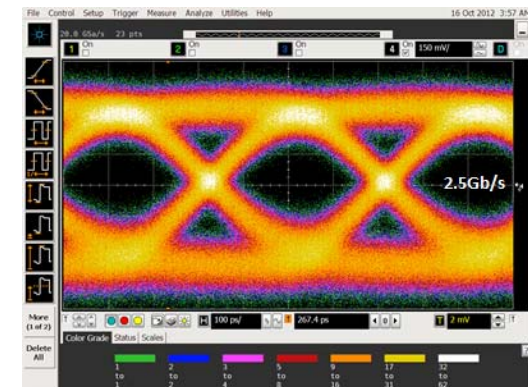 File Control Setup Trigger Measure Analyze Utilities Help 16 Oct 2012 3:57 AM
20.0 GSa/s 23 pts
1 On 2 On 3 On 4 On 150 mV/ D On
2.5Gb/s
More
(1 of 2)
Delete
All
H 100 ps/ 267.4 ps 0 T 2 mV
Color Grade Status Scales
1 2 3 5 9 17 32
to to to to to to to
1 2 4 8 16 31 62